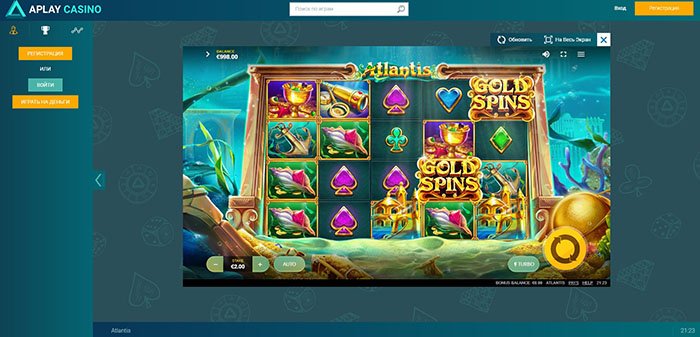 APLAY CASINO
Поиск по играм
Вход
Регистрация
РЕГИСТРАЦИЯ
ИЛИ
ВОЙТИ
ИГРАТЬ НА ДЕНЬГИ
Обновить
На Весь Экран
BALANCE
€998.00
Atlantis
GOLD SPINS
GOLD SPINS
STAKE
€2.00
AUTO
TURBO
BONUS BALANCE €0.00 ATLANTIS PAYS HELP 21:23
Atlantis
21:23